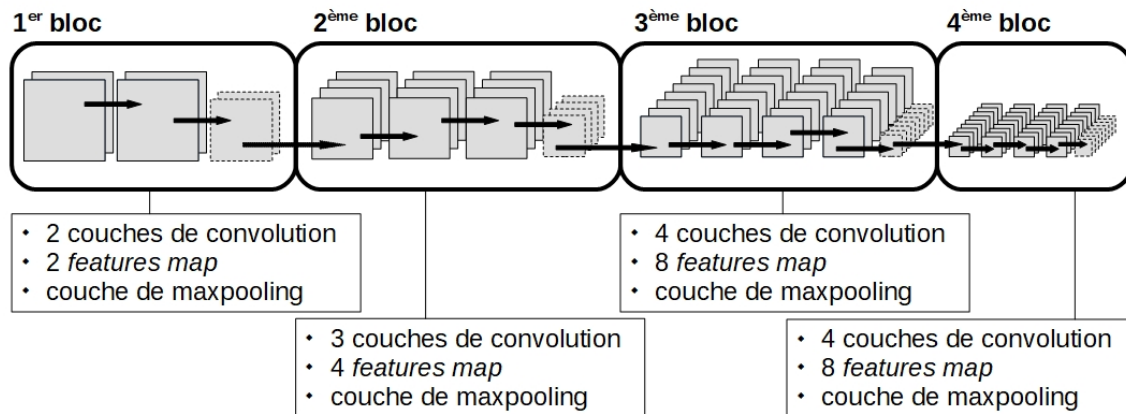 1er bloc
2ème bloc
3ème bloc
4ème bloc
• 2 couches de convolution
• 2 features map
• couche de maxpooling
• 3 couches de convolution
• 4 features map
• couche de maxpooling
• 4 couches de convolution
• 8 features map
• couche de maxpooling
• 4 couches de convolution
• 8 features map
• couche de maxpooling